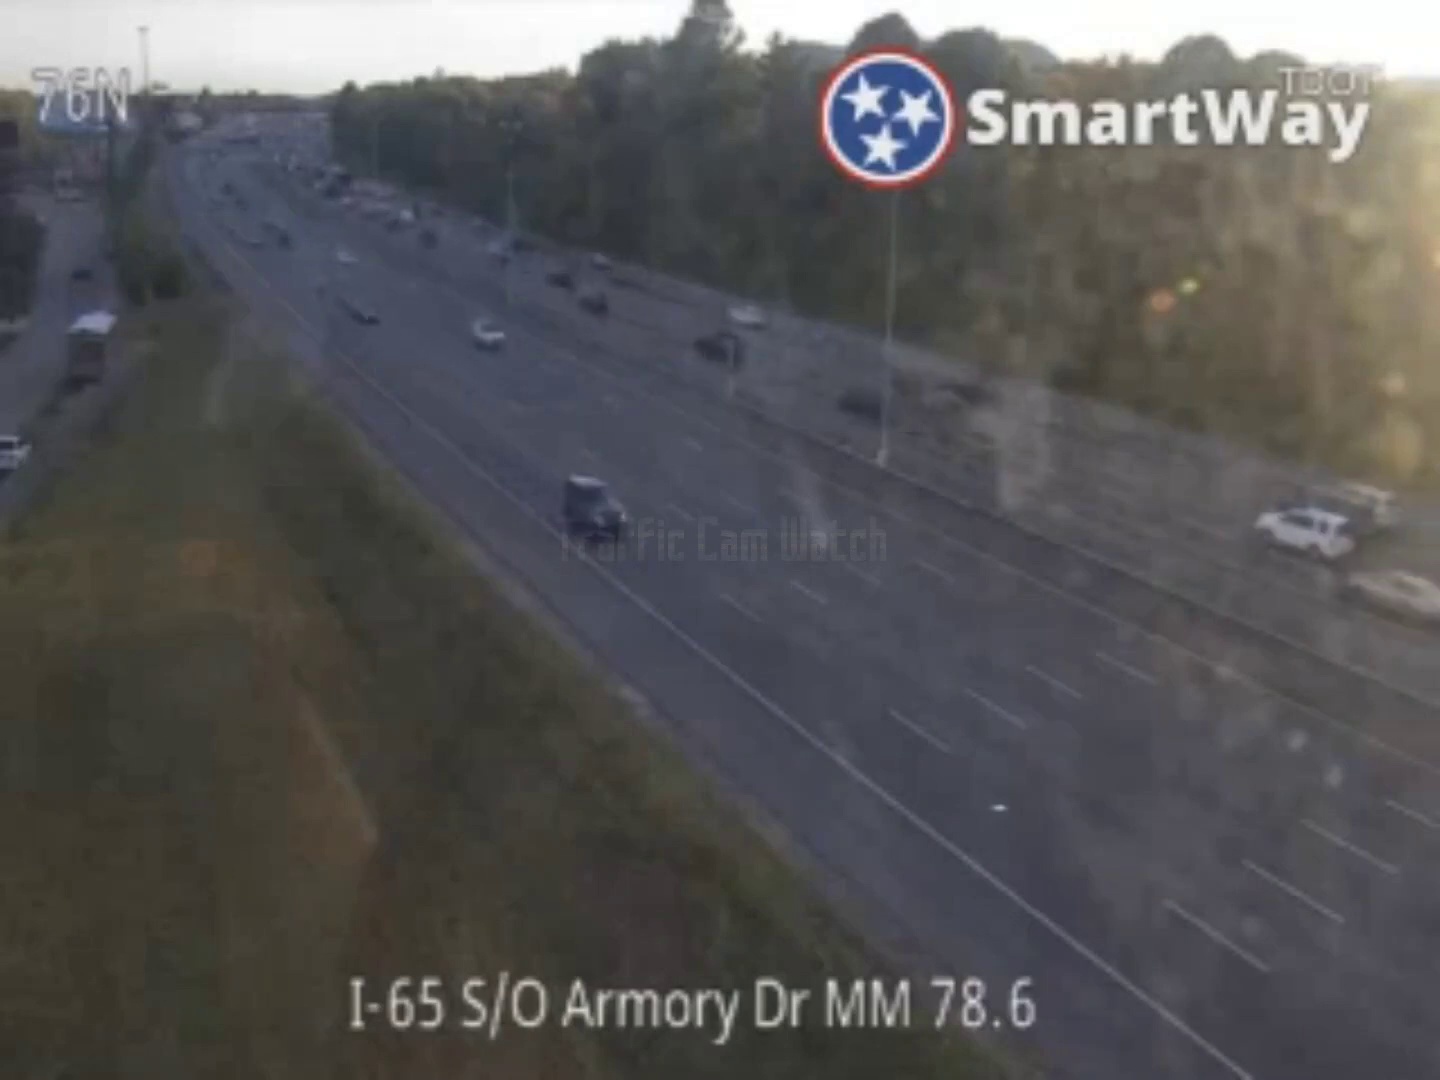 76N
TDOT
SmartWay
Traffic Cam Watch
I-65 S/O Armory Dr MM 78.6